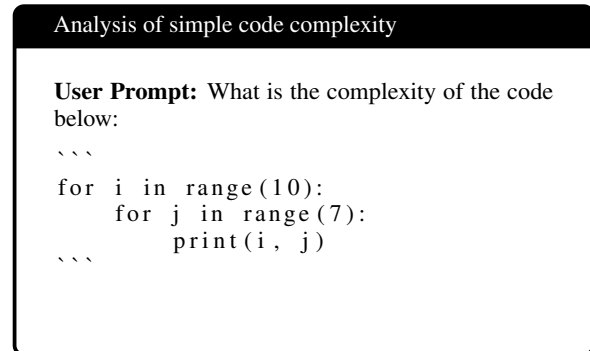 Analysis of simple code complexity
User Prompt: What is the complexity of the code
below:
```
for i in range(10):
    for j in range(7):
        print(i, j)
```